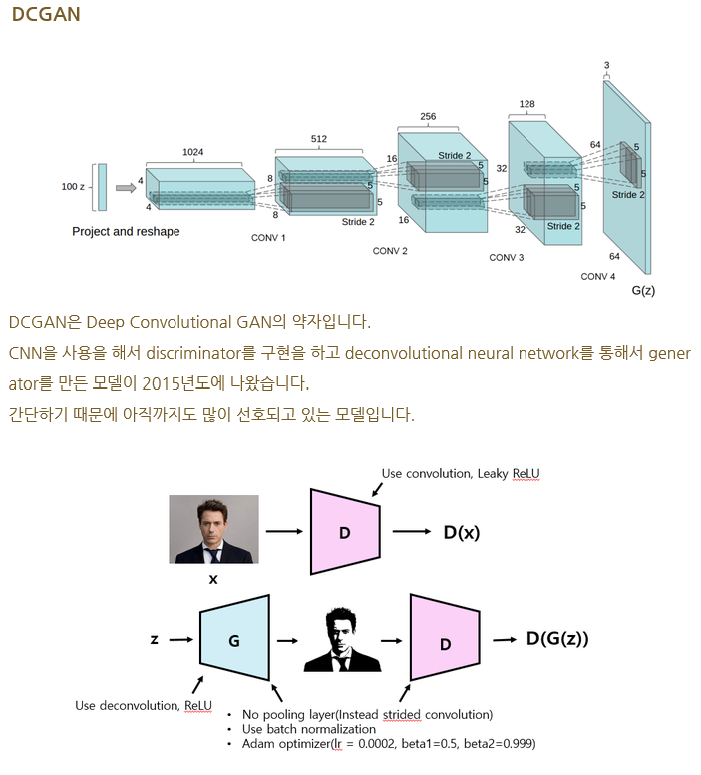 DCGAN
3
128
256
1024
512
64
5
5
Stride 2
16
Stride 2
5
5
32
100 z
4
8
5
5
5
5
4
8
Stride 2
16
32
Stride 2
Project and reshape
CONV 1
CONV 2
CONV 3
64
CONV 4
G(z)
DCGAN은 Deep Convolutional GAN의 약자입니다.
CNN을 사용을 해서 discriminator를 구현을 하고 deconvolutional neural network를 통해서 gener
ator를 만든 모델이 2015년도에 나왔습니다.
간단하기 때문에 아직까지도 많이 선호되고 있는 모델입니다.
Use convolution, Leaky ReLU
D
D(x)
x
z
G
D
D(G(z))
Use deconvolution, ReLU
• No pooling layer(Instead strided convolution)
• Use batch normalization
• Adam optimizer(lr = 0.0002, beta1=0.5, beta2=0.999)